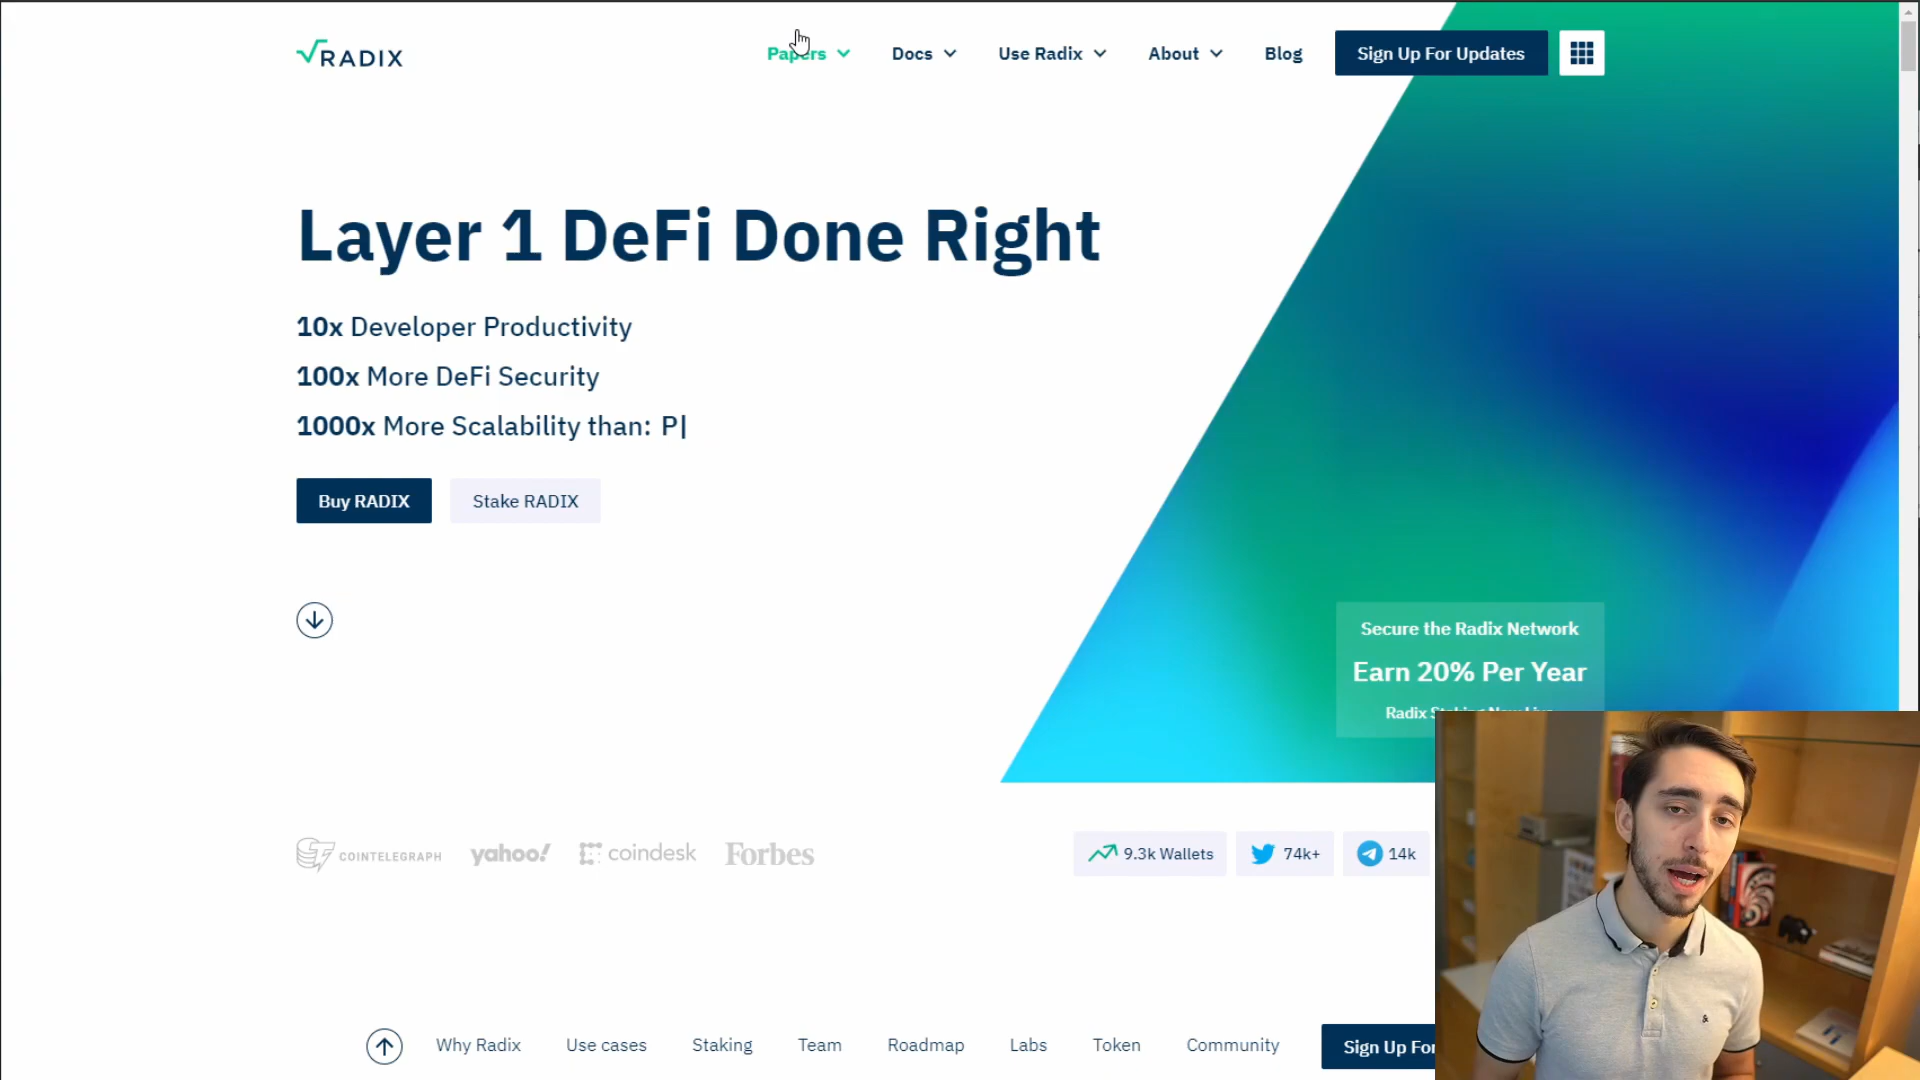 RADIX
Papers
Docs
Use Radix
About
Blog
Sign Up For Updates
Layer 1 DeFi Done Right
10x Developer Productivity
100x More DeFi Security
1000x More Scalability than: P|
Buy RADIX
Stake RADIX
Secure the Radix Network
Earn 20% Per Year
Radix
COINTELEGRAPH
yahoo!
coindesk
Forbes
9.3k Wallets
74k+
14k
Why Radix
Use cases
Staking
Team
Roadmap
Labs
Token
Community
Sign Up For